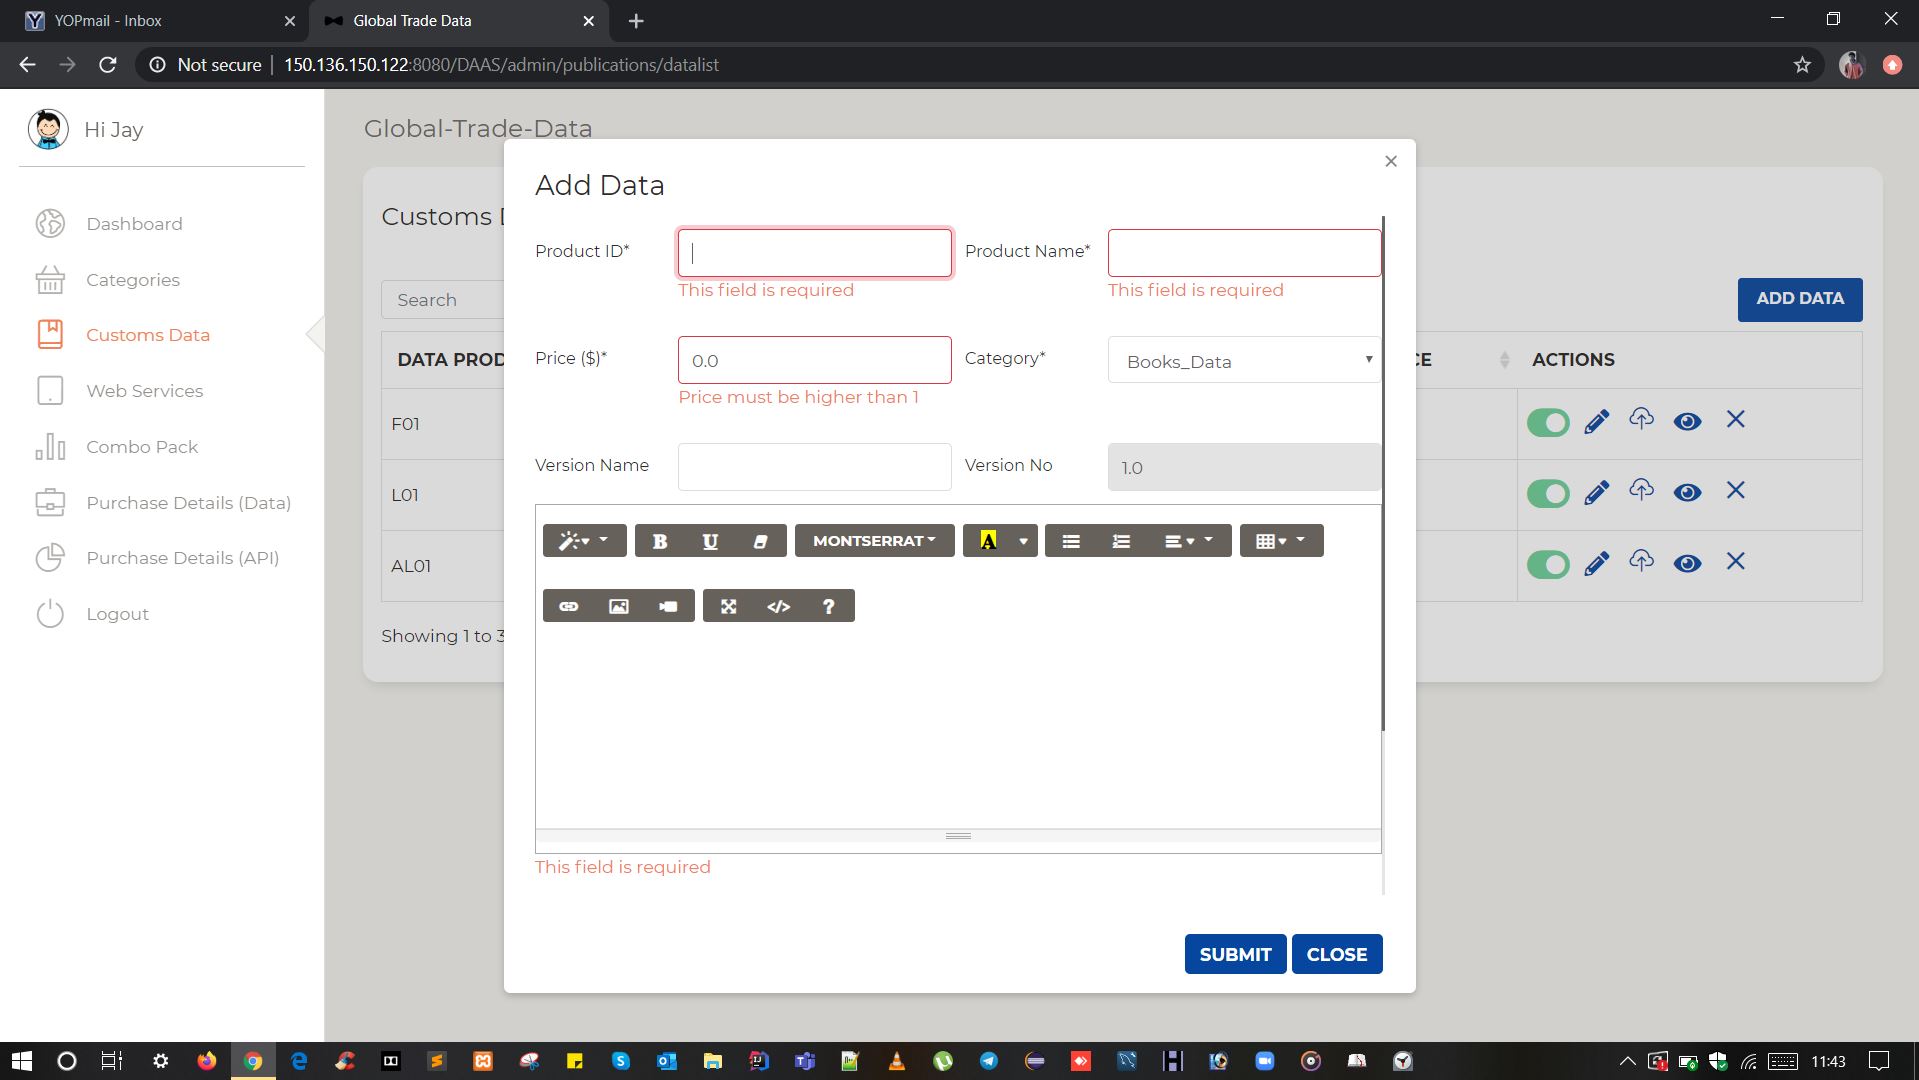 YOPmail - Inbox
Global Trade Data
Not secure
150.136.150.122:8080/DAAS/admin/publications/datalist
Hi Jay
Dashboard
Categories
Customs Data
Web Services
Combo Pack
Purchase Details (Data)
Purchase Details (API)
Logout
Global-Trade-Data
Customs
Search
ADD DATA
DATA PROD
CE
ACTIONS
F01
L01
AL01
Showing 1 to 3
Add Data
Product ID*
This field is required
Product Name*
This field is required
Price ($)*
0.0
Price must be higher than 1
Category*
Books_Data
Version Name
Version No
1.0
B U
MONTSERRAT
A
</> ?
This field is required
SUBMIT
CLOSE
11:43